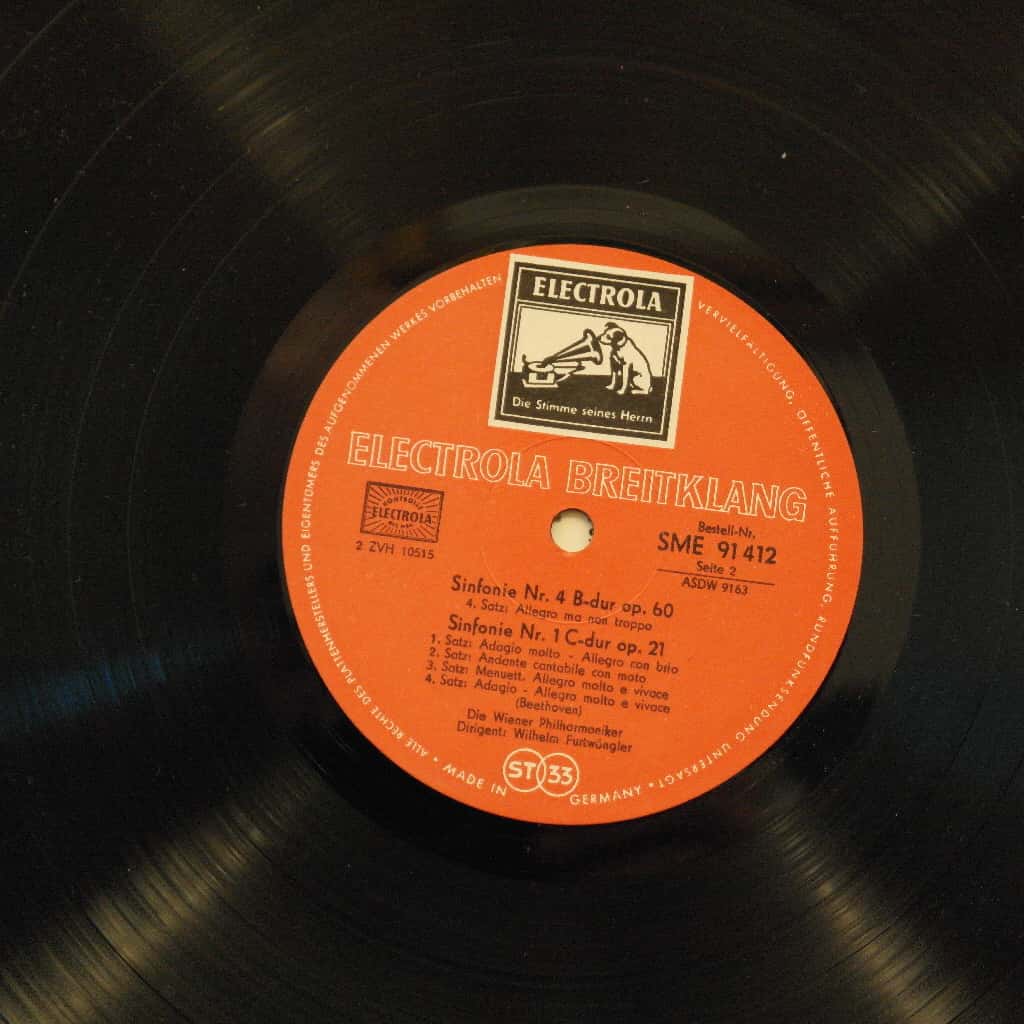 ELECTROLA
Die Stimme seines Herrn
ELECTROLA BREITKLANG
ELECTROLA
2 ZVH 10515
Bestell-Nr.
SME 91 412
Seite 2
ASDW 9163
Sinfonie Nr. 4 B-dur op. 60
4. Satz: Allegro ma non troppo
Sinfonie Nr. 1 C-dur op. 21
1. Satz: Adagio molto - Allegro con brio
2. Satz: Andante cantabile con moto
3. Satz: Menuett. Allegro molto e vivace
4. Satz: Adagio - Allegro molto e vivace
(Beethoven)
Die Wiener Philharmoniker
Dirigent: Wilhelm Furtwängler
ST 33
MADE IN GERMANY
• ALLE RECHTE DES PLATTENHERSTELLERS UND EIGENTÜMERS DES AUFGENOMMENEN WERKES VORBEHALTEN
VERVIELFÄLTIGUNG, ÖFFENTLICHE AUFFÜHRUNG, RUNDFUNKSENDUNG UNTERSAGT •